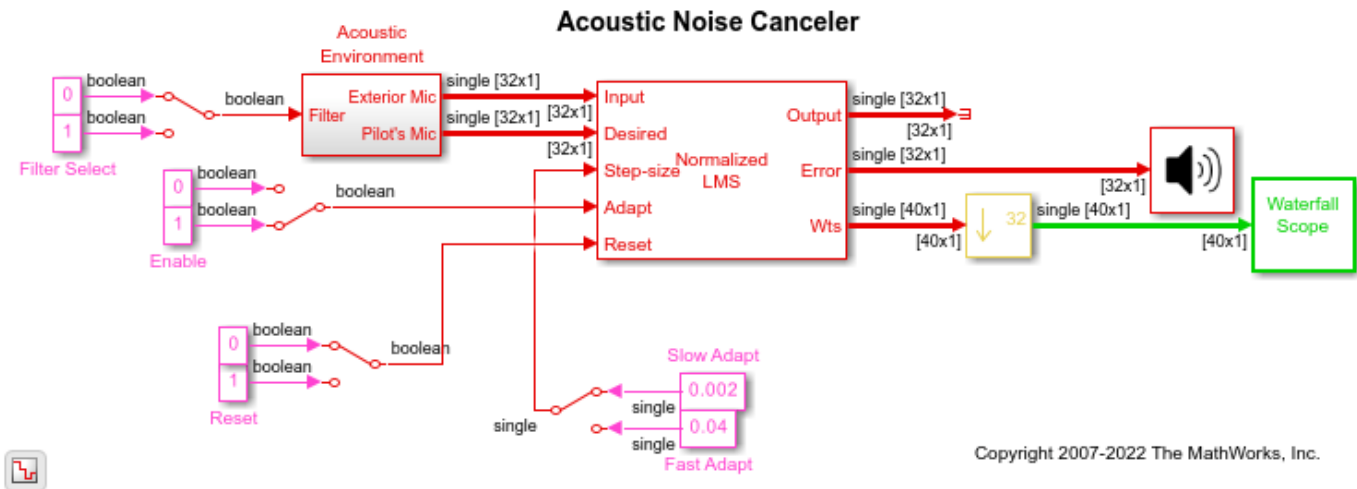 Acoustic Noise Canceler
Acoustic
Environment
boolean
0
boolean
1
Filter Select
boolean
Filter
Exterior Mic
Pilot's Mic
single [32x1]
[32x1]
single [32x1]
[32x1]
Input
Desired
Step-size
Adapt
Reset
Normalized
LMS
Output
Error
Wts
single [32x1]
[32x1]
single [32x1]
[32x1]
single [40x1]
[40x1]
32
single [40x1]
[40x1]
Waterfall
Scope
boolean
0
boolean
1
Enable
boolean
boolean
0
boolean
1
Reset
boolean
Slow Adapt
0.002
single
0.04
single
Fast Adapt
single
Copyright 2007-2022 The MathWorks, Inc.